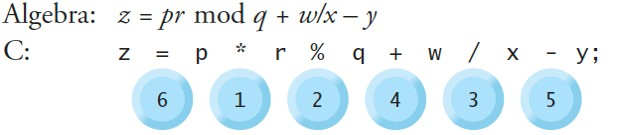 Algebra: z = pr mod q + w/x – y
C: z = p * r % q + w / x - y;
6 1 2 4 3 5